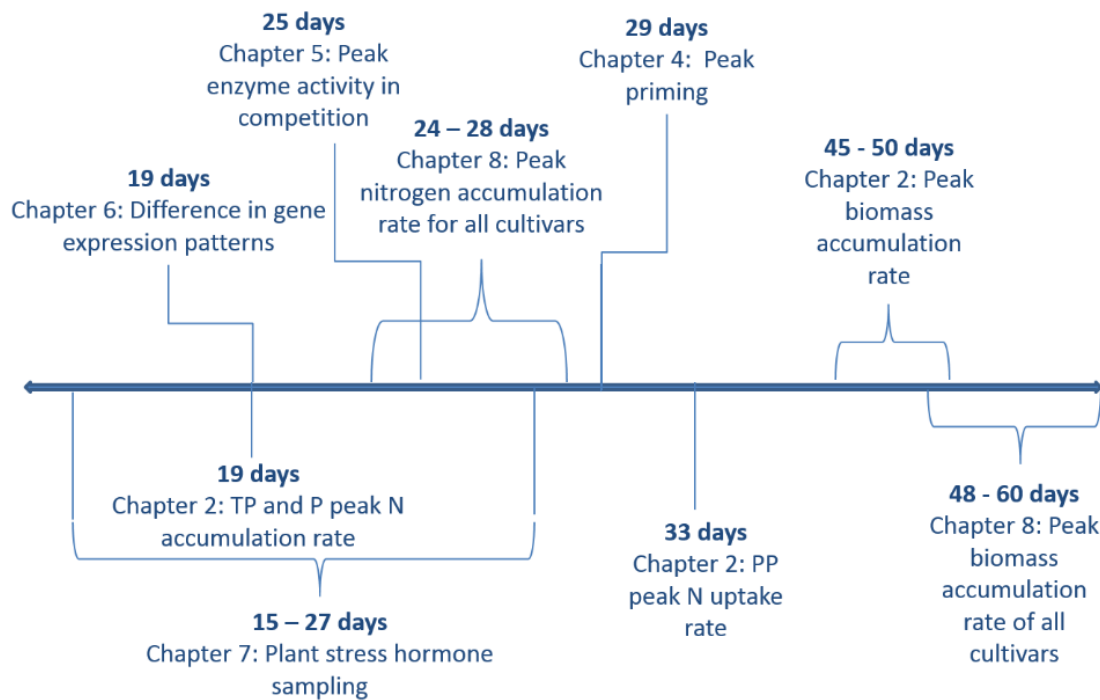 25 days
Chapter 5: Peak
enzyme activity in
competition
29 days
Chapter 4:  Peak
priming
24 – 28 days
Chapter 8: Peak
nitrogen accumulation
rate for all cultivars
45 - 50 days
Chapter 2: Peak
biomass
accumulation
rate
19 days
Chapter 6: Difference in gene
expression patterns
19 days
Chapter 2: TP and P peak N
accumulation rate
15 – 27 days
Chapter 7: Plant stress hormone
sampling
33 days
Chapter 2: PP
peak N uptake
rate
48 - 60 days
Chapter 8: Peak
biomass
accumulation
rate of all
cultivars